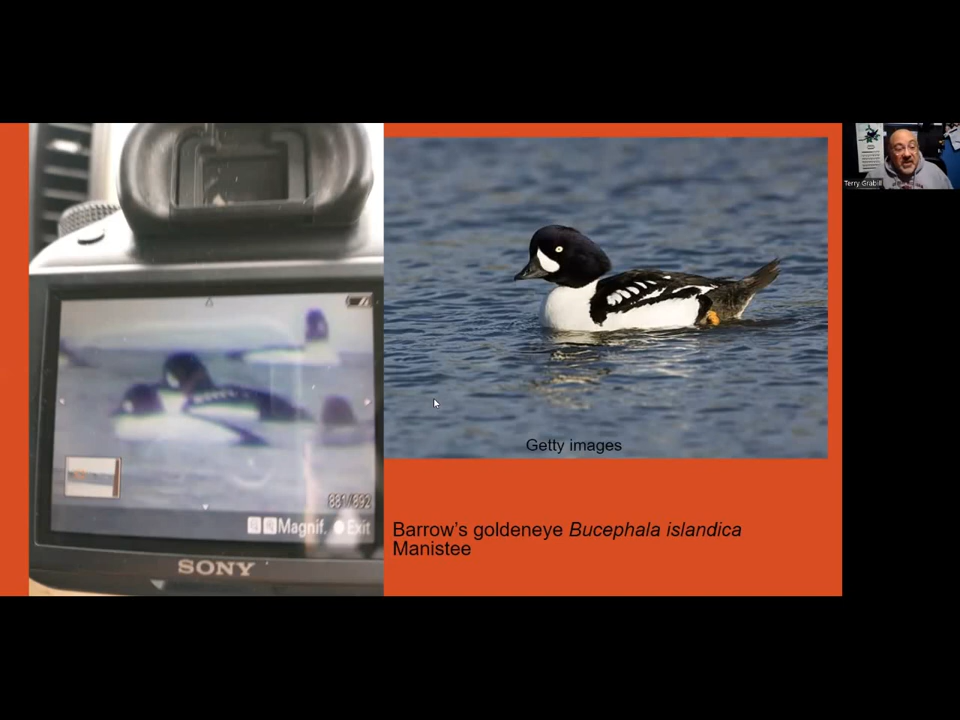 Terry Grabill
881/892
Magnif. Exit
SONY
Getty images
Barrow's goldeneye Bucephala islandica
Manistee